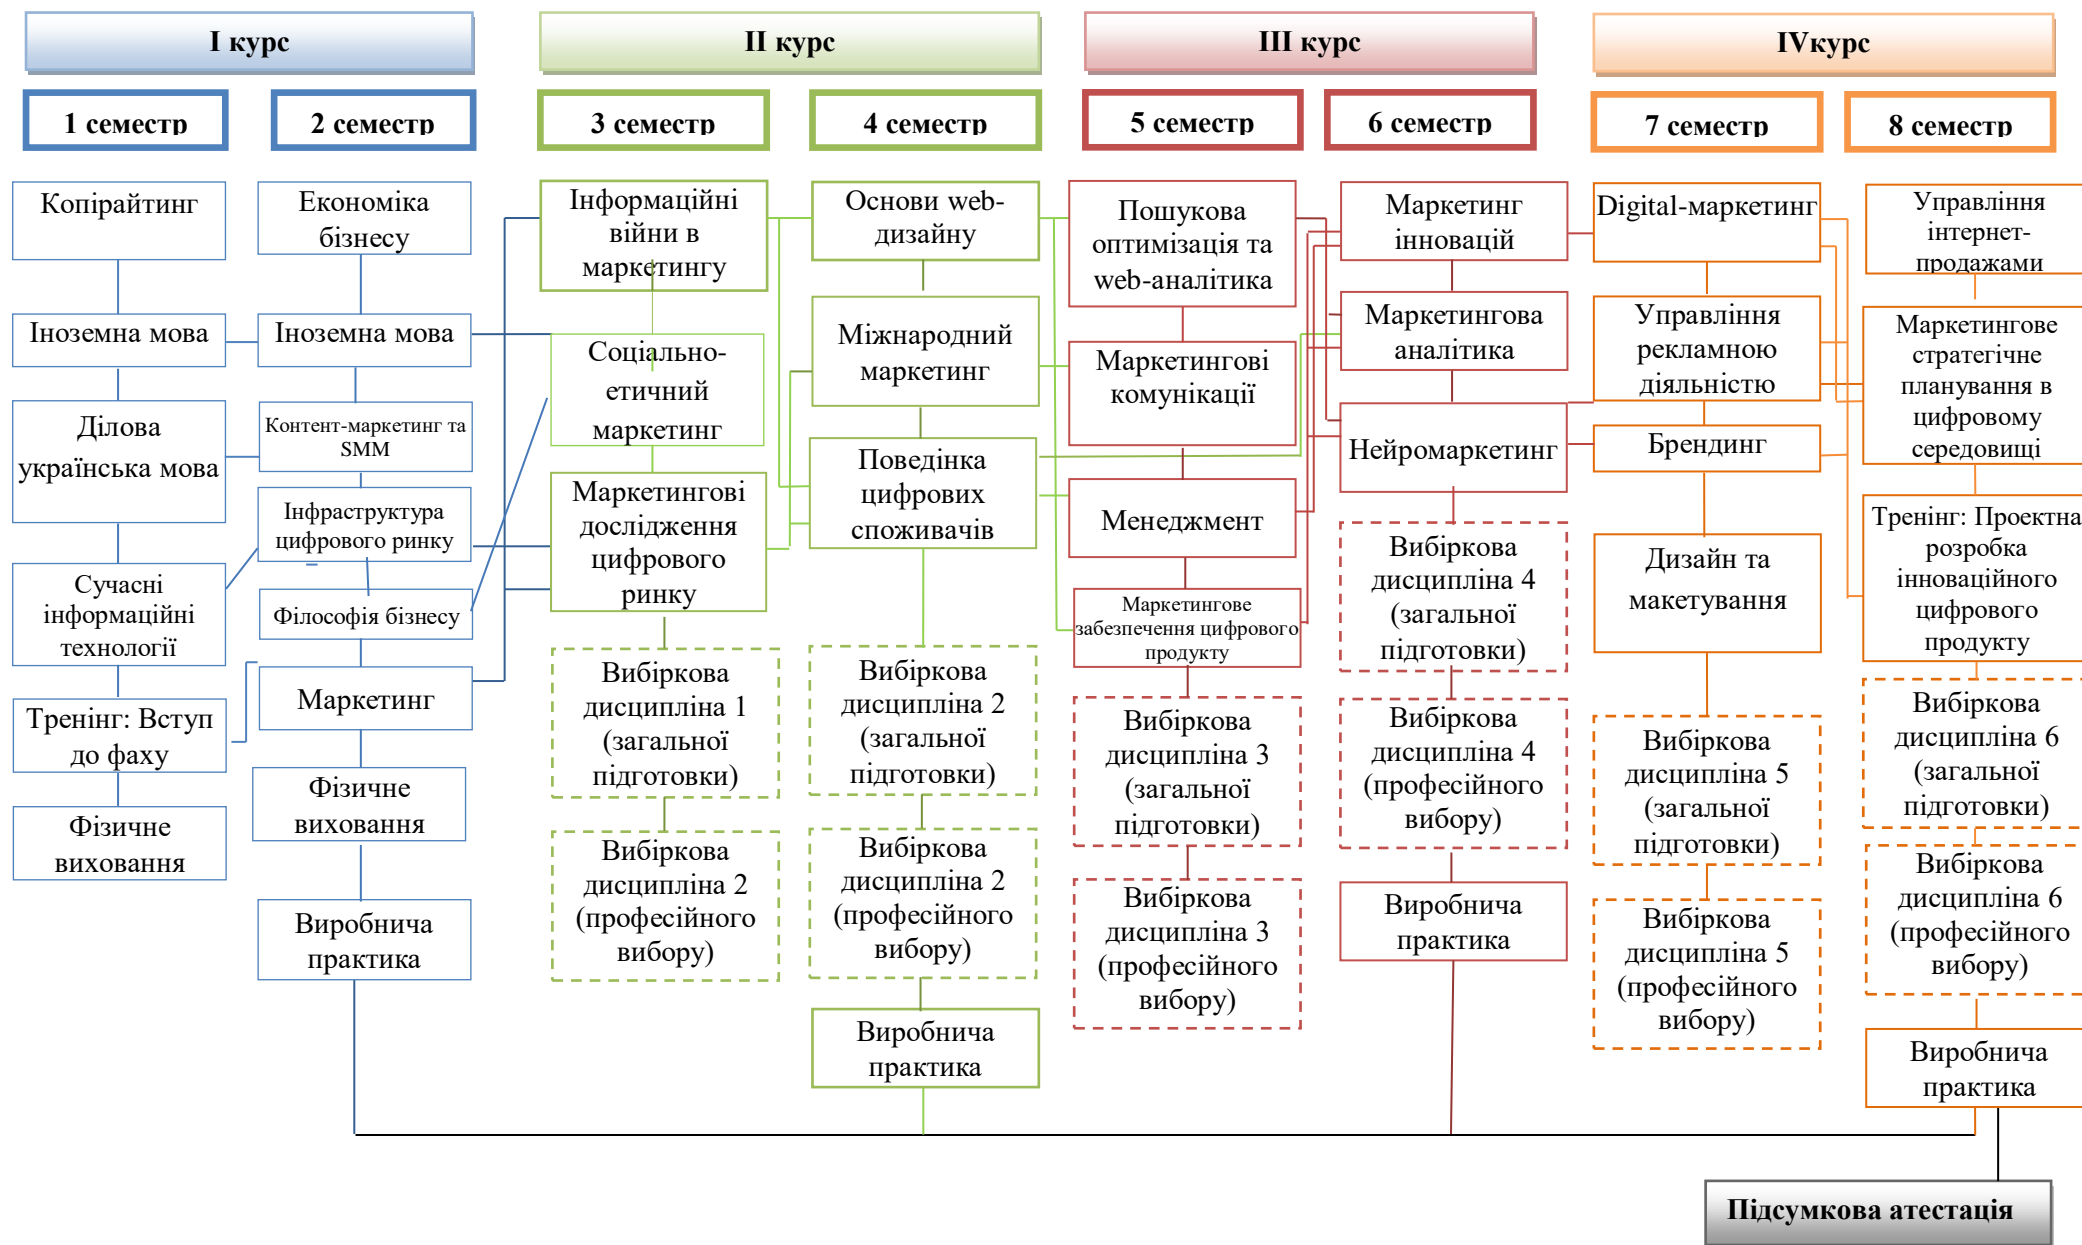 І курс
ІІ курс
ІІІ курс
ІVкурс
1 семестр
2 семестр
3 семестр
4 семестр
5 семестр
6 семестр
7 семестр
8 семестр
Копірайтинг
Іноземна мова
Ділова
українська мова
Сучасні
інформаційні
технології
Тренінг: Вступ
до фаху
Фізичне
виховання
Економіка
бізнесу
Іноземна мова
Контент-маркетинг та
SMM
Інфраструктура
цифрового ринку
Філософія бізнесу
Маркетинг
Фізичне
виховання
Виробнича
практика
Інформаційні
війни в
маркетингу
Соціально-
етичний
маркетинг
Маркетингові
дослідження
цифрового
ринку
Вибіркова
дисципліна 1
(загальної
підготовки)
Вибіркова
дисципліна 2
(професійного
вибору)
Основи web-
дизайну
Міжнародний
маркетинг
Поведінка
цифрових
споживачів
Вибіркова
дисципліна 2
(загальної
підготовки)
Вибіркова
дисципліна 2
(професійного
вибору)
Виробнича
практика
Пошукова
оптимізація та
web-аналітика
Маркетингові
комунікації
Менеджмент
Маркетингове
забезпечення цифрового
продукту
Вибіркова
дисципліна 3
(загальної
підготовки)
Вибіркова
дисципліна 3
(професійного
вибору)
Маркетинг
інновацій
Маркетингова
аналітика
Нейромаркетинг
Вибіркова
дисципліна 4
(загальної
підготовки)
Вибіркова
дисципліна 4
(професійного
вибору)
Виробнича
практика
Digital-маркетинг
Управління
рекламною
діяльністю
Брендинг
Дизайн та
макетування
Вибіркова
дисципліна 5
(загальної
підготовки)
Вибіркова
дисципліна 5
(професійного
вибору)
Управління
інтернет-
продажами
Маркетингове
стратегічне
планування в
цифровому
середовищі
Тренінг: Проектна
розробка
інноваційного
цифрового
продукту
Вибіркова
дисципліна 6
(загальної
підготовки)
Вибіркова
дисципліна 6
(професійного
вибору)
Виробнича
практика
Підсумкова атестація